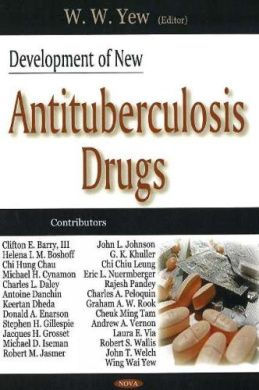 W. W. Yew (Editor)
Development of New
Antituberculosis
Drugs
Contributors
Clifton E. Barry, III
Helena I. M. Boshoff
Chi Hung Chau
Michael H. Cynamon
Charles L. Daley
Antoine Danchin
Keertan Dheda
Donald A. Enarson
Stephen H. Gillespie
Jacques H. Grosset
Michael D. Iseman
Robert M. Jasmer
John L. Johnson
G. K. Khuller
Chi Chiu Leung
Eric L. Nuermberger
Rajesh Pandey
Charles A. Peloquin
Graham A. W. Rook
Cheuk Ming Tam
Andrew A. Vernon
Laura E. Via
Robert S. Wallis
John T. Welch
Wing Wai Yew
NOVA